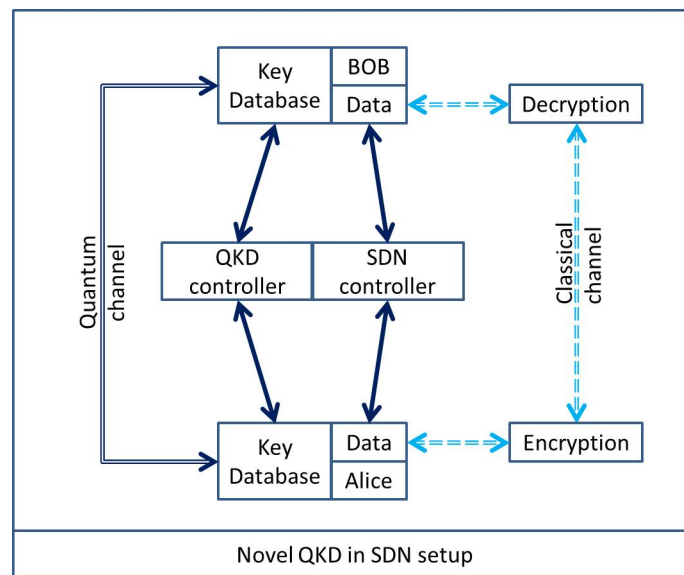 Key
Database
BOB
Data
Decryption
Quantum
channel
QKD
controller
SDN
controller
Classical
channel
Key
Database
Data
Alice
Encryption
Novel QKD in SDN setup